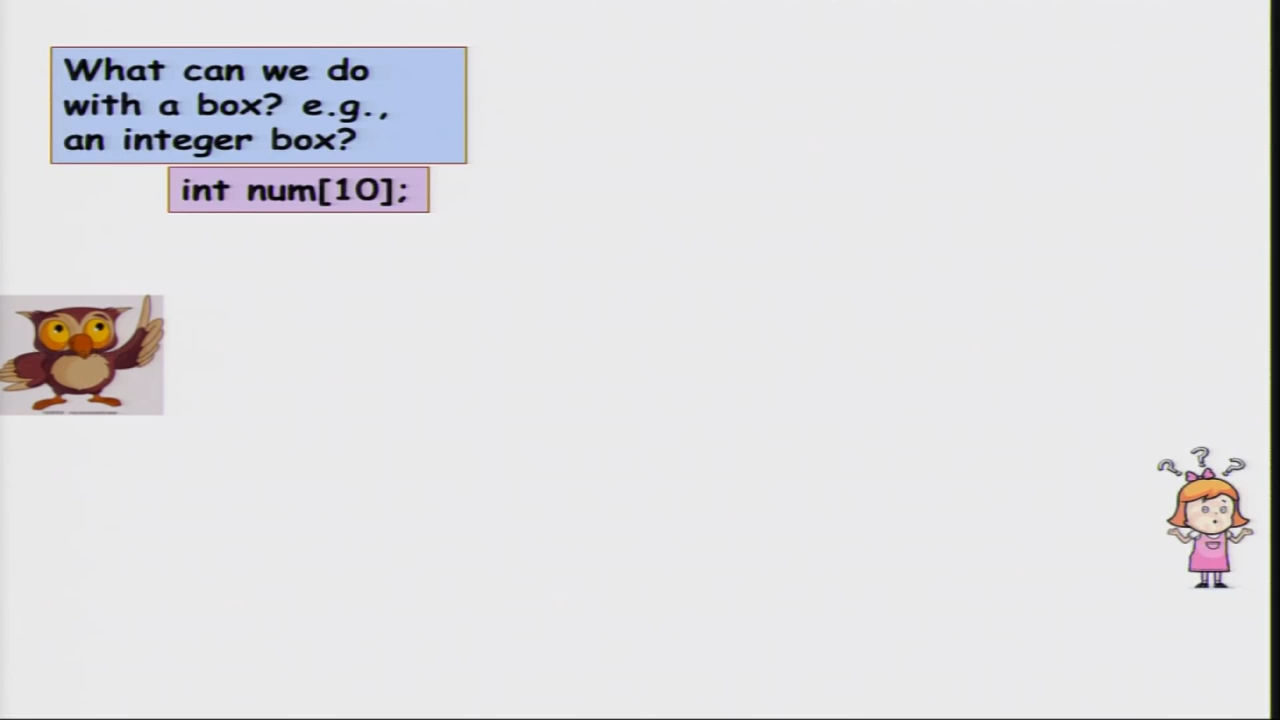 What can we do
with a box? e.g.,
an integer box?
int num[10];
? ? ?